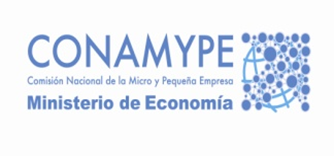 CONAMYPE
Comisión Nacional de la Micro y Pequeña Empresa
Ministerio de Economía